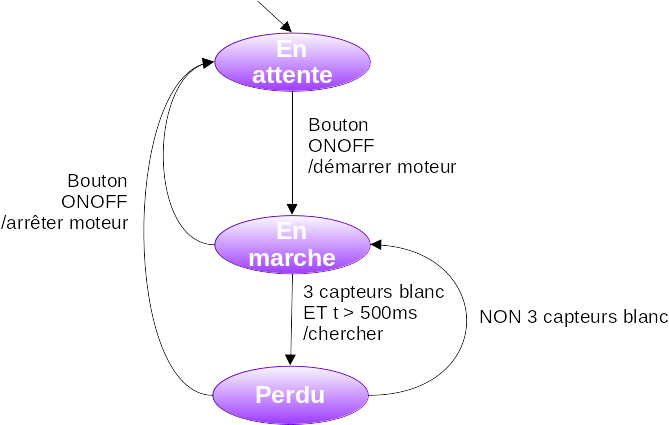 En
attente
Bouton
ONOFF
/démarrer moteur
Bouton
ONOFF
/arrêter moteur
En
marche
3 capteurs blanc
ET t > 500ms
/chercher
NON 3 capteurs blanc
Perdu